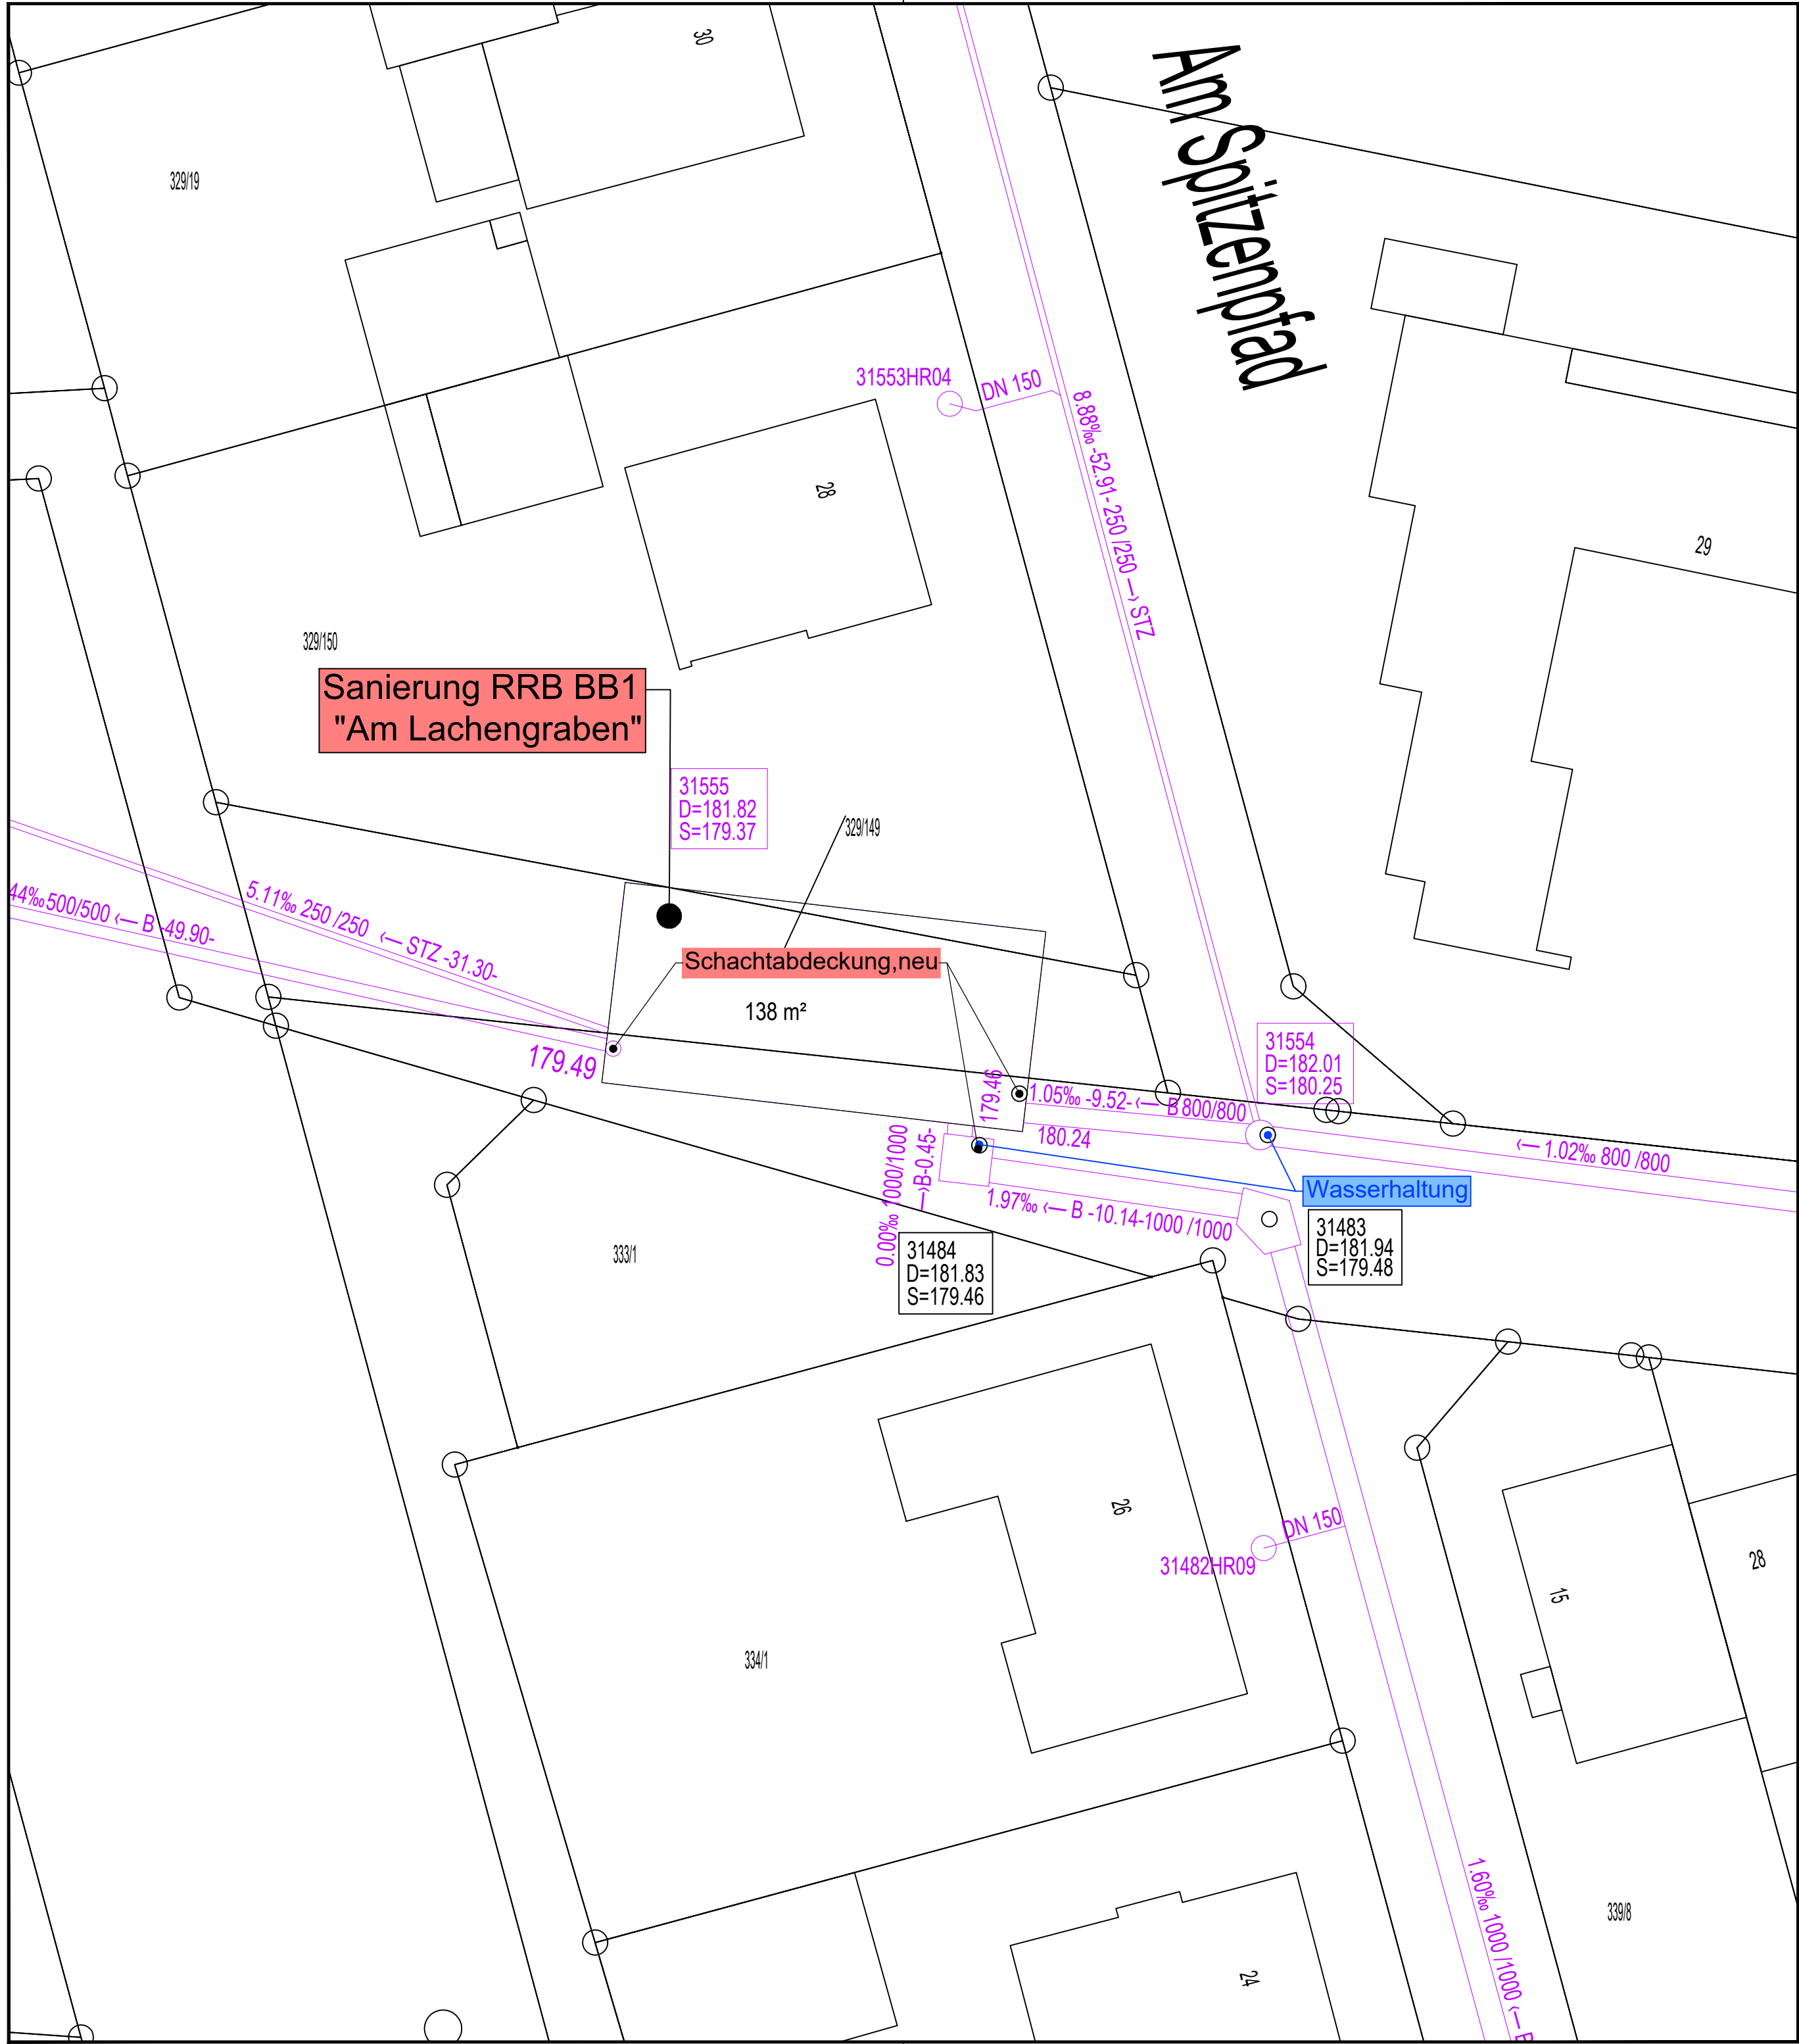 30
Am Spitzenpfad
329/19
31553HR04
DN 150
8.88‰ -52.91- 250 /250 —› STZ
28
29
329/150
Sanierung RRB BB1
"Am Lachengraben"
31555
D=181.82
S=179.37
329/149
44‰ 500/500 ‹— B -49.90-
5.11‰ 250 /250 ‹— STZ -31.30-
Schachtabdeckung,neu
138 m²
179.49
179.46
1.05‰ -9.52- ‹— B 800/800
31554
D=182.01
S=180.25
180.24
‹— 1.02‰ 800 /800
0.00‰ 1000/1000
—›B-0.45-
1.97‰ ‹— B -10.14-1000 /1000
Wasserhaltung
31484
D=181.83
S=179.46
31483
D=181.94
S=179.48
333/1
26
DN 150
31482HR09
15
28
334/1
1.60‰ 1000 /1000 ‹— B
339/8
24